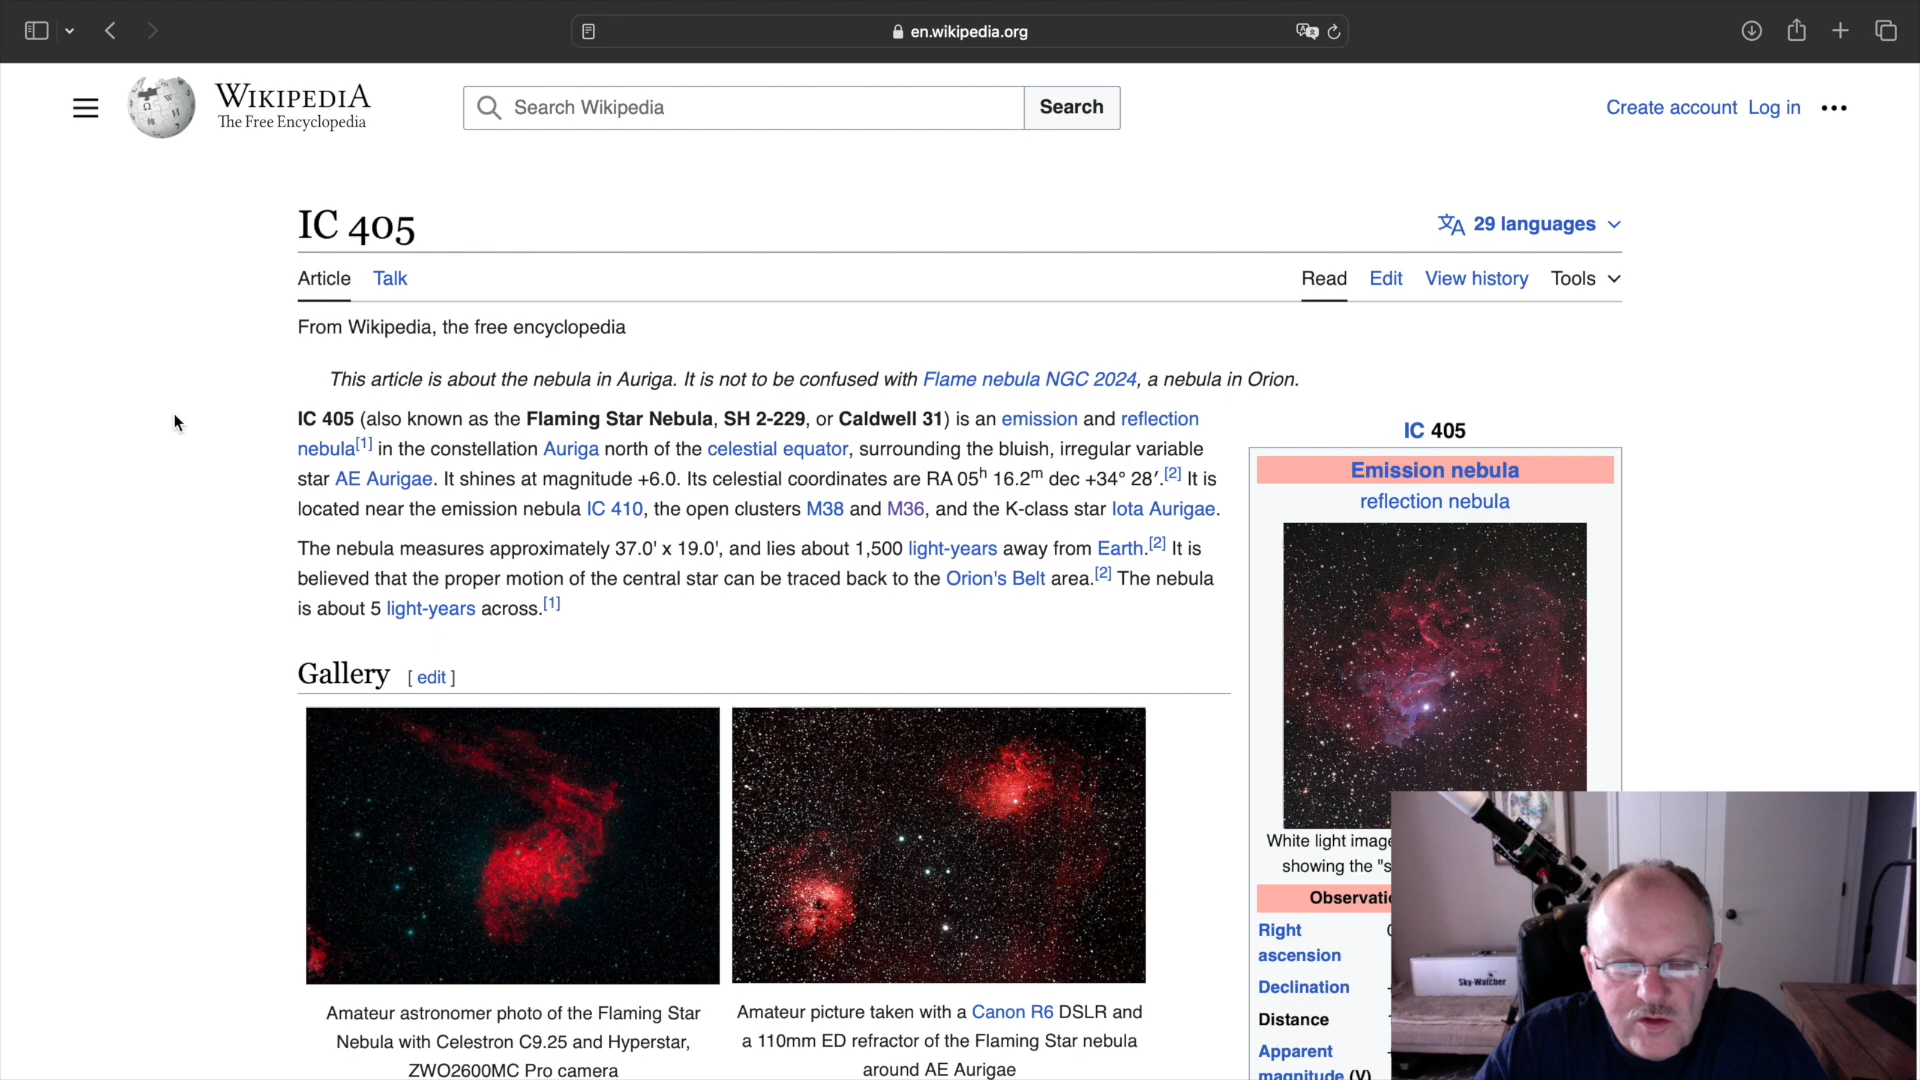 en.wikipedia.org
WIKIPEDIA
The Free Encyclopedia
Search Wikipedia
Search
Create account Log in
IC 405
29 languages
Article Talk
Read Edit View history Tools
From Wikipedia, the free encyclopedia
This article is about the nebula in Auriga. It is not to be confused with Flame nebula NGC 2024, a nebula in Orion.
IC 405 (also known as the Flaming Star Nebula, SH 2-229, or Caldwell 31) is an emission and reflection
nebula[1] in the constellation Auriga north of the celestial equator, surrounding the bluish, irregular variable
star AE Aurigae. It shines at magnitude +6.0. Its celestial coordinates are RA 05h 16.2m dec +34° 28′.[2] It is
located near the emission nebula IC 410, the open clusters M38 and M36, and the K-class star Iota Aurigae.
The nebula measures approximately 37.0' x 19.0', and lies about 1,500 light-years away from Earth.[2] It is
believed that the proper motion of the central star can be traced back to the Orion's Belt area.[2] The nebula
is about 5 light-years across.[1]
Gallery [ edit ]
Amateur astronomer photo of the Flaming Star
Nebula with Celestron C9.25 and Hyperstar,
ZWO2600MC Pro camera
Amateur picture taken with a Canon R6 DSLR and
a 110mm ED refractor of the Flaming Star nebula
around AE Aurigae
IC 405
Emission nebula
reflection nebula
White light image
showing the "s
Observati
Right
ascension
Declination
Distance
Apparent
magnitude (V)
Sky-Watcher